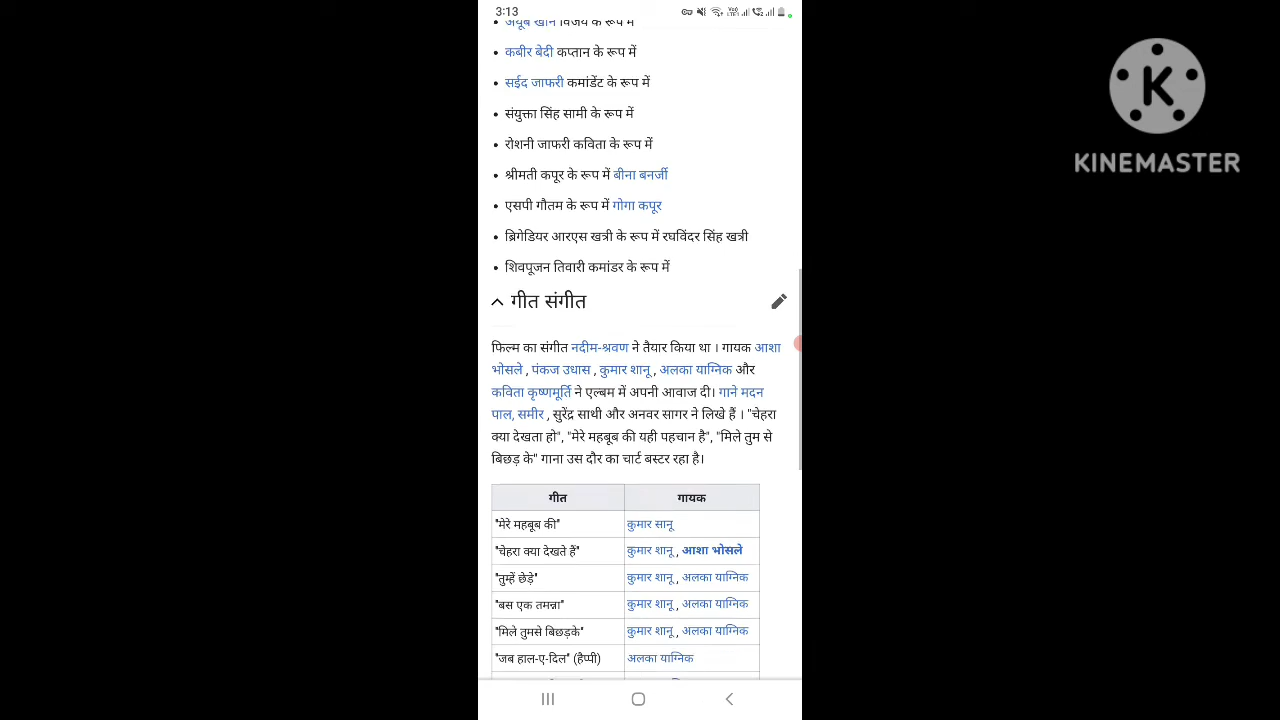 3:13
अयूब खान विजय के रूप में
• कबीर बेदी कप्तान के रूप में
• सईद जाफरी कमांडेंट के रूप में
• संयुक्ता सिंह सामी के रूप में
• रोशनी जाफरी कविता के रूप में
• श्रीमती कपूर के रूप में बीना बनर्जी
• एसपी गौतम के रूप में गोगा कपूर
• ब्रिगेडियर आरएस खत्री के रूप में रघविंदर सिंह खत्री
• शिवपूजन तिवारी कमांडर के रूप में
गीत संगीत
फिल्म का संगीत नदीम-श्रवण ने तैयार किया था । गायक आशा
भोसले , पंकज उधास , कुमार शानू , अलका याग्निक और
कविता कृष्णमूर्ति ने एल्बम में अपनी आवाज दी। गाने मदन
पाल, समीर , सुरेंद्र साथी और अनवर सागर ने लिखे हैं । "चेहरा
क्या देखता हो", "मेरे महबूब की यही पहचान है", "मिले तुम से
बिछड़ के" गाना उस दौर का चार्ट बस्टर रहा है।
गीत गायक
"मेरे महबूब की" कुमार सानू
"चेहरा क्या देखते हैं" कुमार शानू , आशा भोसले
"तुम्हें छेड़े" कुमार शानू , अलका याग्निक
"बस एक तमन्ना" कुमार शानू , अलका याग्निक
"मिले तुमसे बिछड़के" कुमार शानू , अलका याग्निक
"जब हाल-ए-दिल" (हैप्पी) अलका याग्निक
KINEMASTER